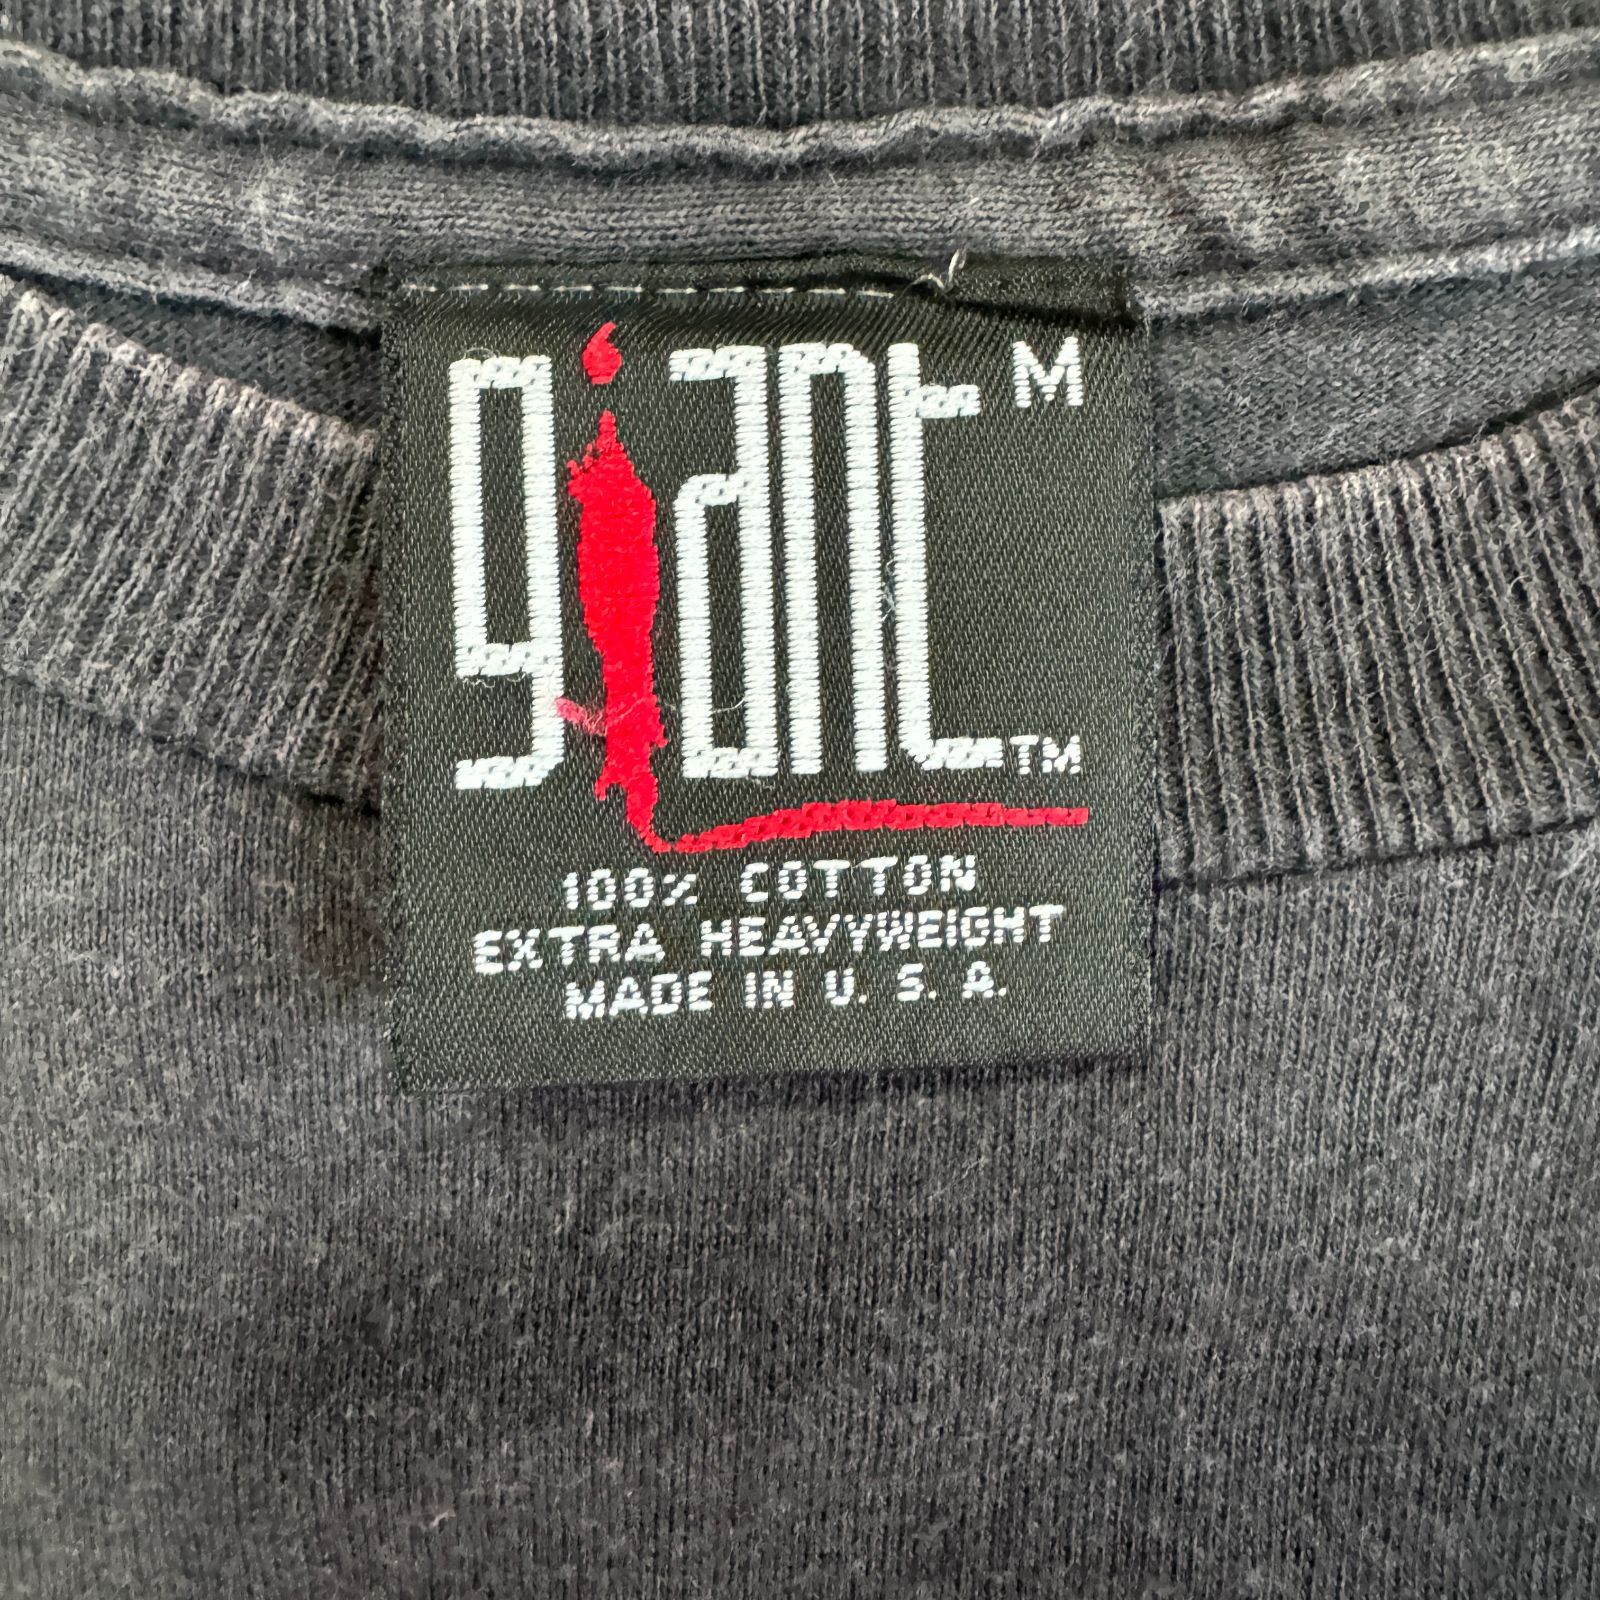 giant M
TM
100% COTTON
EXTRA HEAVYWEIGHT
MADE IN U. S. A.